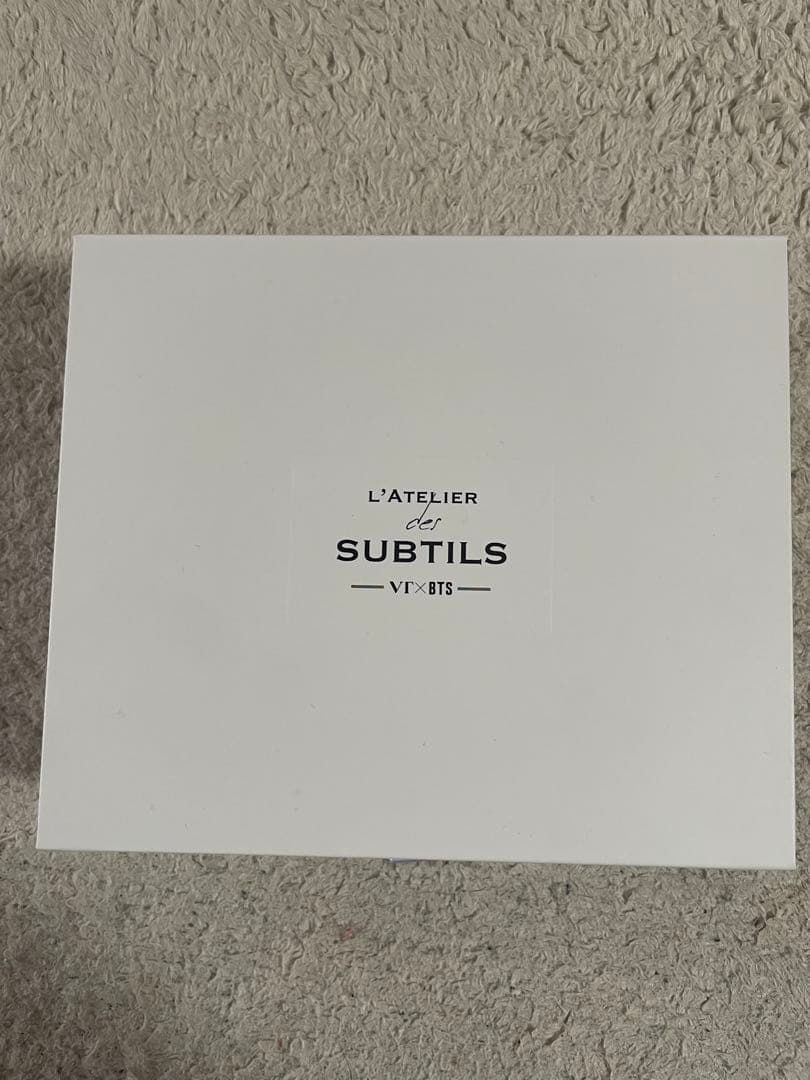 L'ATELIER
des
SUBTILS
VT×BTS